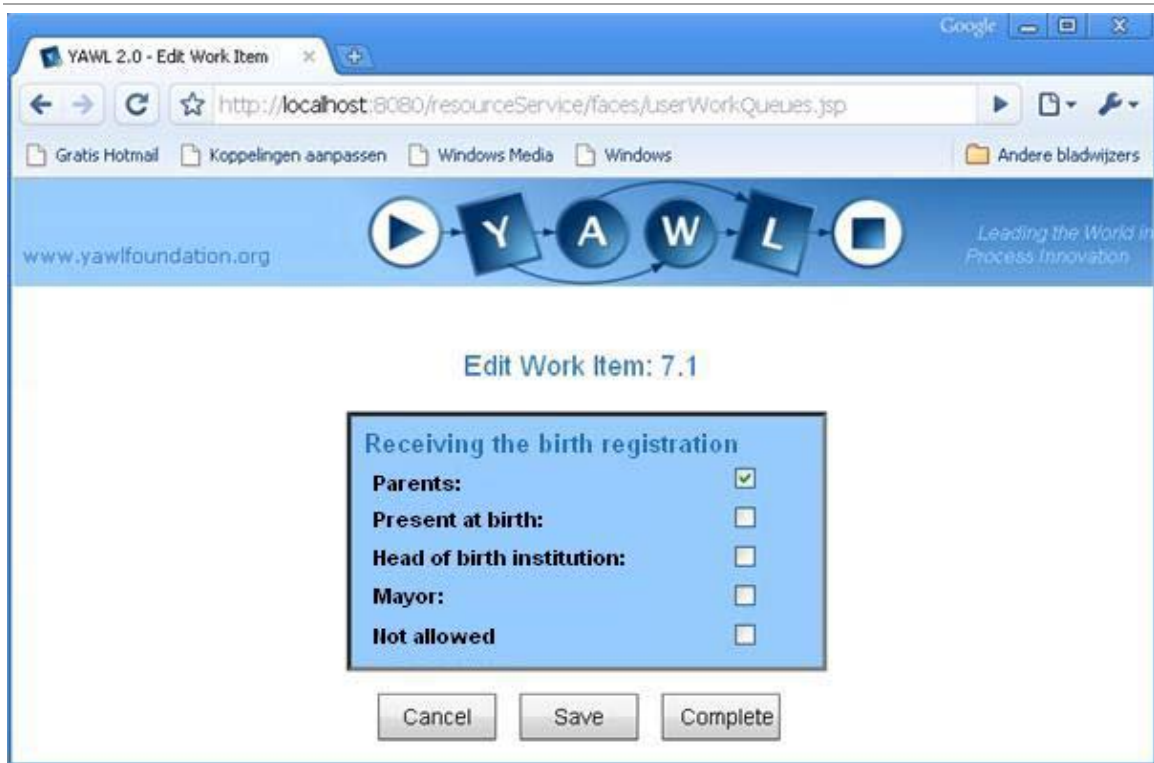 Google
YAWL 2.0 - Edit Work Item
http://localhost:8080/resourceService/faces/userWorkQueues.jsp
Gratis Hotmail Koppelingen aanpassen Windows Media Windows Andere bladwijzers
www.yawlfoundation.org
Y A W L
Leading the World in
Process Innovation
Edit Work Item: 7.1
Receiving the birth registration
Parents:
Present at birth:
Head of birth institution:
Mayor:
Not allowed
Cancel Save Complete